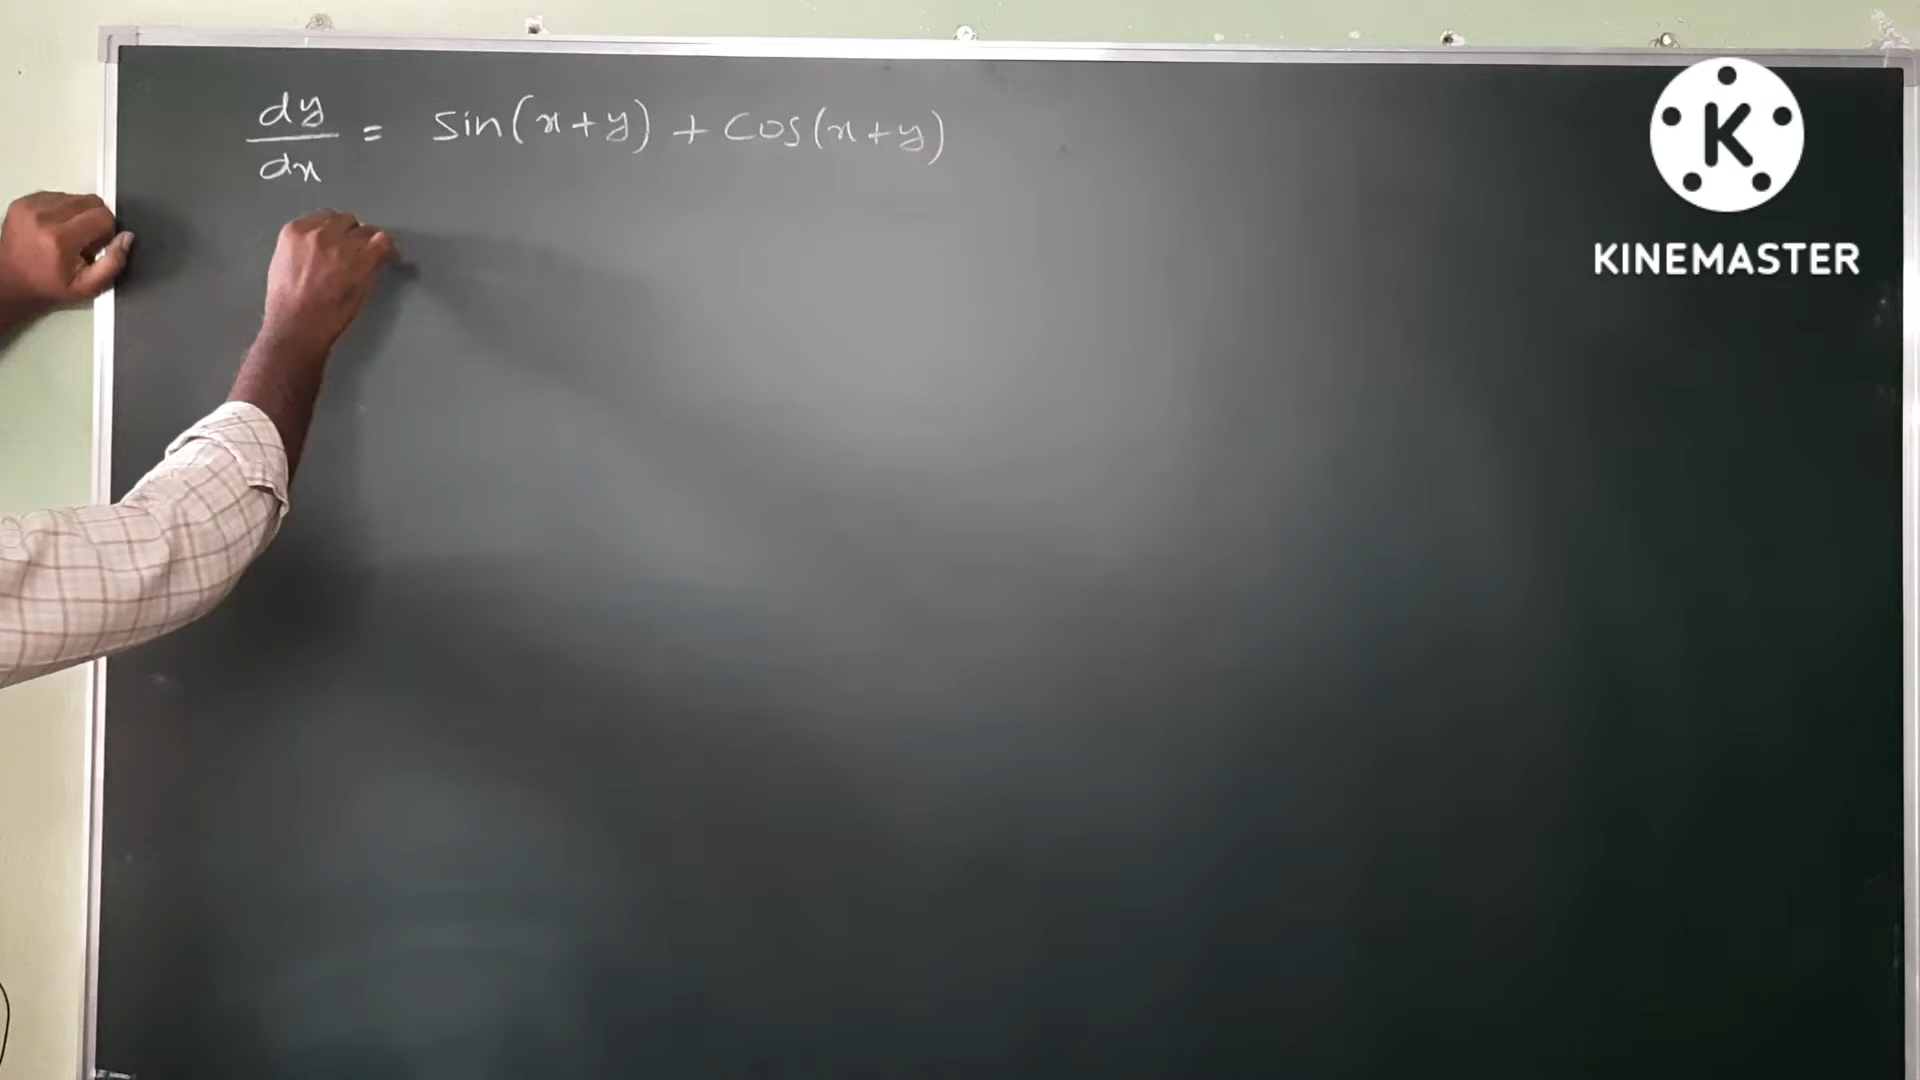 dy/dx = sin(x+y) + cos(x+y)
K
KINEMASTER